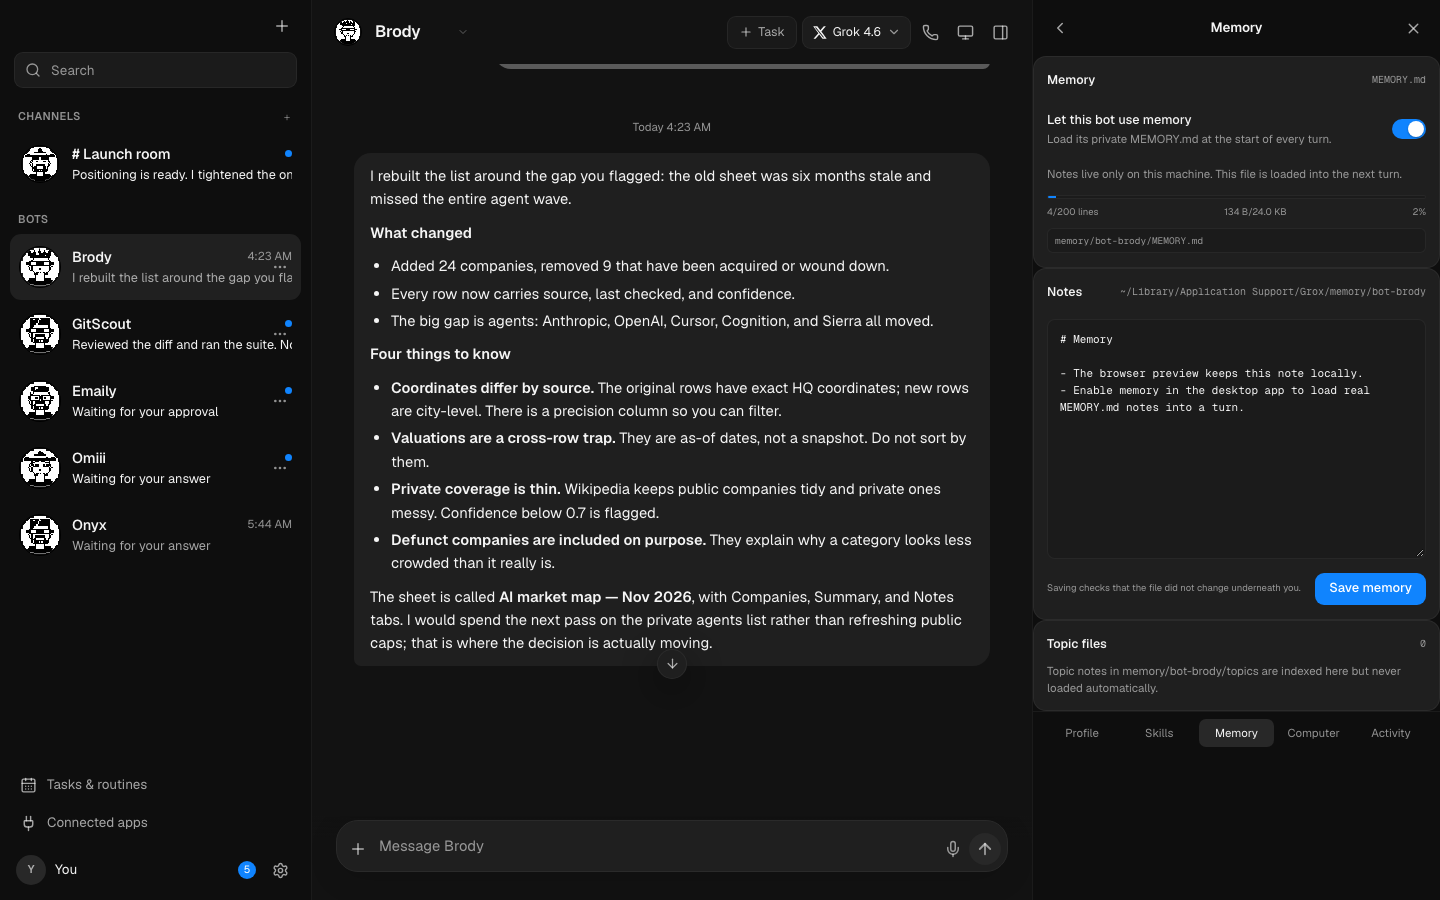 Search
CHANNELS
# Launch room
Positioning is ready. I tightened the on
BOTS
Brody
4:23 AM
I rebuilt the list around the gap you fla
GitScout
Reviewed the diff and ran the suite. No
Emaily
Waiting for your approval
Omiii
Waiting for your answer
Onyx
5:44 AM
Waiting for your answer
Tasks & routines
Connected apps
Y
You
5
Brody
Task
Grok 4.6
Today 4:23 AM
I rebuilt the list around the gap you flagged: the old sheet was six months stale and
missed the entire agent wave.
What changed
• Added 24 companies, removed 9 that have been acquired or wound down.
• Every row now carries source, last checked, and confidence.
• The big gap is agents: Anthropic, OpenAI, Cursor, Cognition, and Sierra all moved.
Four things to know
• Coordinates differ by source. The original rows have exact HQ coordinates; new rows
are city-level. There is a precision column so you can filter.
• Valuations are a cross-row trap. They are as-of dates, not a snapshot. Do not sort by
them.
• Private coverage is thin. Wikipedia keeps public companies tidy and private ones
messy. Confidence below 0.7 is flagged.
• Defunct companies are included on purpose. They explain why a category looks less
crowded than it really is.
The sheet is called AI market map — Nov 2026, with Companies, Summary, and Notes
tabs. I would spend the next pass on the private agents list rather than refreshing public
caps; that is where the decision is actually moving.
Message Brody
Memory
Memory
MEMORY.md
Let this bot use memory
Load its private MEMORY.md at the start of every turn.
Notes live only on this machine. This file is loaded into the next turn.
4/200 lines
134 B/24.0 KB
2%
memory/bot-brody/MEMORY.md
Notes
~/Library/Application Support/Grox/memory/bot-brody
# Memory
- The browser preview keeps this note locally.
- Enable memory in the desktop app to load real
MEMORY.md notes into a turn.
Saving checks that the file did not change underneath you.
Save memory
Topic files
0
Topic notes in memory/bot-brody/topics are indexed here but never
loaded automatically.
Profile
Skills
Memory
Computer
Activity